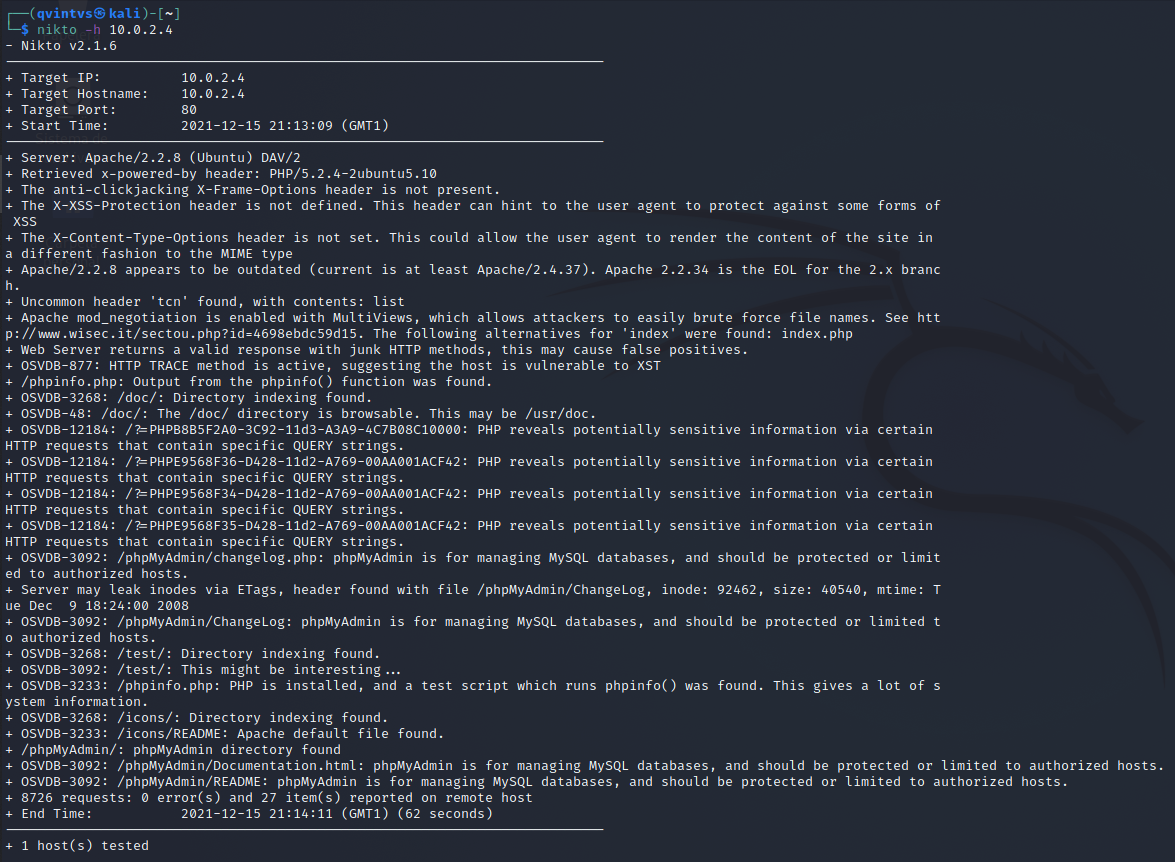 ┌──(qvintvs㉿kali)-[~]
└─$ nikto -h 10.0.2.4
- Nikto v2.1.6
---------------------------------------------------------------------------
+ Target IP:          10.0.2.4
+ Target Hostname:    10.0.2.4
+ Target Port:        80
+ Start Time:         2021-12-15 21:13:09 (GMT1)
---------------------------------------------------------------------------
+ Server: Apache/2.2.8 (Ubuntu) DAV/2
+ Retrieved x-powered-by header: PHP/5.2.4-2ubuntu5.10
+ The anti-clickjacking X-Frame-Options header is not present.
+ The X-XSS-Protection header is not defined. This header can hint to the user agent to protect against some forms of
 XSS
+ The X-Content-Type-Options header is not set. This could allow the user agent to render the content of the site in
a different fashion to the MIME type
+ Apache/2.2.8 appears to be outdated (current is at least Apache/2.4.37). Apache 2.2.34 is the EOL for the 2.x branc
h.
+ Uncommon header 'tcn' found, with contents: list
+ Apache mod_negotiation is enabled with MultiViews, which allows attackers to easily brute force file names. See htt
p://www.wisec.it/sectou.php?id=4698ebdc59d15. The following alternatives for 'index' were found: index.php
+ Web Server returns a valid response with junk HTTP methods, this may cause false positives.
+ OSVDB-877: HTTP TRACE method is active, suggesting the host is vulnerable to XST
+ /phpinfo.php: Output from the phpinfo() function was found.
+ OSVDB-3268: /doc/: Directory indexing found.
+ OSVDB-48: /doc/: The /doc/ directory is browsable. This may be /usr/doc.
+ OSVDB-12184: /?=PHPB8B5F2A0-3C92-11d3-A3A9-4C7B08C10000: PHP reveals potentially sensitive information via certain
HTTP requests that contain specific QUERY strings.
+ OSVDB-12184: /?=PHPE9568F36-D428-11d2-A769-00AA001ACF42: PHP reveals potentially sensitive information via certain
HTTP requests that contain specific QUERY strings.
+ OSVDB-12184: /?=PHPE9568F34-D428-11d2-A769-00AA001ACF42: PHP reveals potentially sensitive information via certain
HTTP requests that contain specific QUERY strings.
+ OSVDB-12184: /?=PHPE9568F35-D428-11d2-A769-00AA001ACF42: PHP reveals potentially sensitive information via certain
HTTP requests that contain specific QUERY strings.
+ OSVDB-3092: /phpMyAdmin/changelog.php: phpMyAdmin is for managing MySQL databases, and should be protected or limit
ed to authorized hosts.
+ Server may leak inodes via ETags, header found with file /phpMyAdmin/ChangeLog, inode: 92462, size: 40540, mtime: T
ue Dec  9 18:24:00 2008
+ OSVDB-3092: /phpMyAdmin/ChangeLog: phpMyAdmin is for managing MySQL databases, and should be protected or limited t
o authorized hosts.
+ OSVDB-3268: /test/: Directory indexing found.
+ OSVDB-3092: /test/: This might be interesting...
+ OSVDB-3233: /phpinfo.php: PHP is installed, and a test script which runs phpinfo() was found. This gives a lot of s
ystem information.
+ OSVDB-3268: /icons/: Directory indexing found.
+ OSVDB-3233: /icons/README: Apache default file found.
+ /phpMyAdmin/: phpMyAdmin directory found
+ OSVDB-3092: /phpMyAdmin/Documentation.html: phpMyAdmin is for managing MySQL databases, and should be protected or limited to authorized hosts.
+ OSVDB-3092: /phpMyAdmin/README: phpMyAdmin is for managing MySQL databases, and should be protected or limited to authorized hosts.
+ 8726 requests: 0 error(s) and 27 item(s) reported on remote host
+ End Time:           2021-12-15 21:14:11 (GMT1) (62 seconds)
---------------------------------------------------------------------------
+ 1 host(s) tested